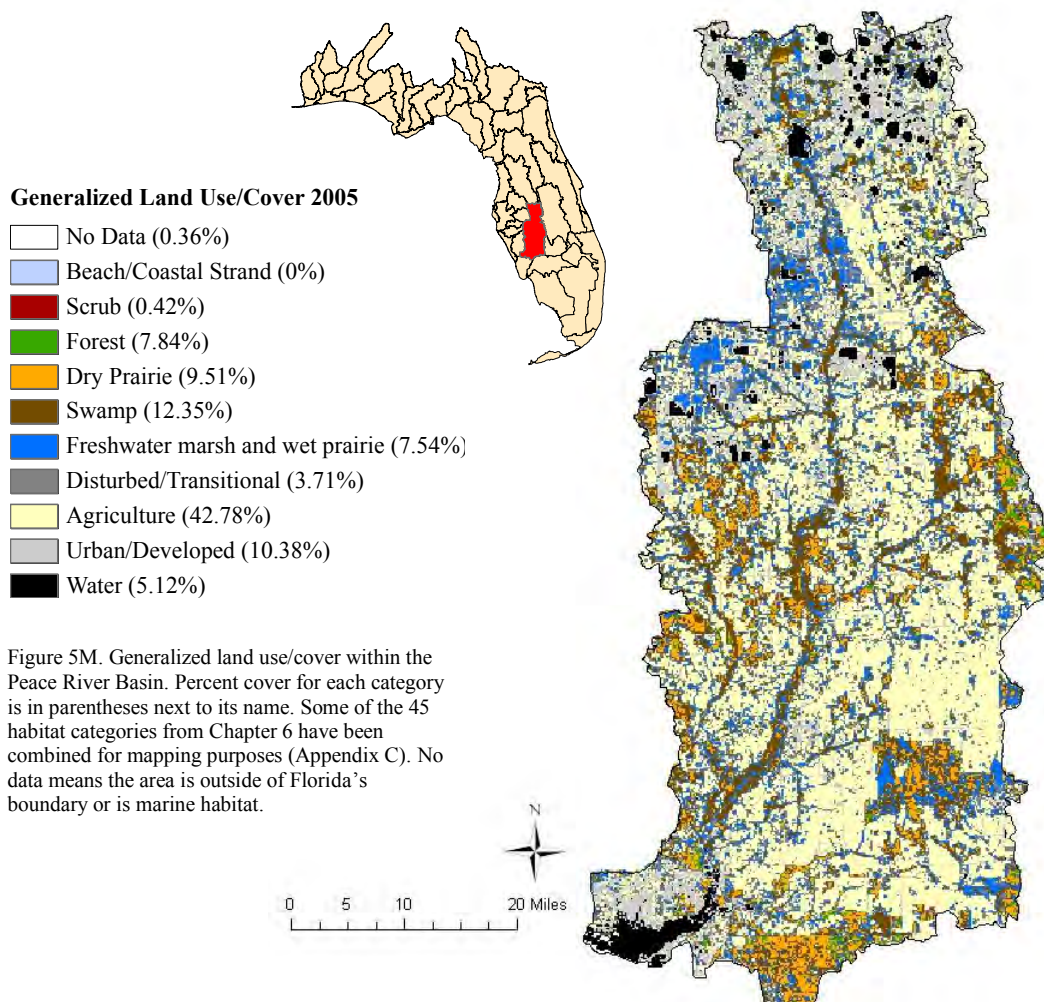 Generalized Land Use/Cover 2005
No Data (0.36%)
Beach/Coastal Strand (0%)
Scrub (0.42%)
Forest (7.84%)
Dry Prairie (9.51%)
Swamp (12.35%)
Freshwater marsh and wet prairie (7.54%)
Disturbed/Transitional (3.71%)
Agriculture (42.78%)
Urban/Developed (10.38%)
Water (5.12%)
Figure 5M. Generalized land use/cover within the
Peace River Basin. Percent cover for each category
is in parentheses next to its name. Some of the 45
habitat categories from Chapter 6 have been
combined for mapping purposes (Appendix C). No
data means the area is outside of Florida's
boundary or is marine habitat.
N
0 5 10 20 Miles